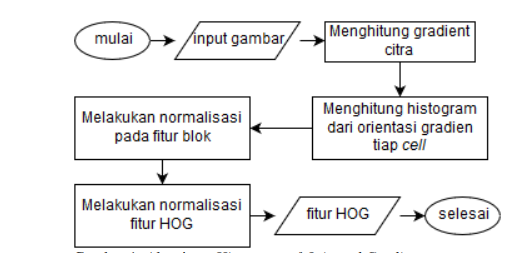 mulai
input gambar
Menghitung gradient
citra
Menghitung histogram
dari orientasi gradien
tiap cell
Melakukan normalisasi
pada fitur blok
Melakukan normalisasi
fitur HOG
fitur HOG
selesai